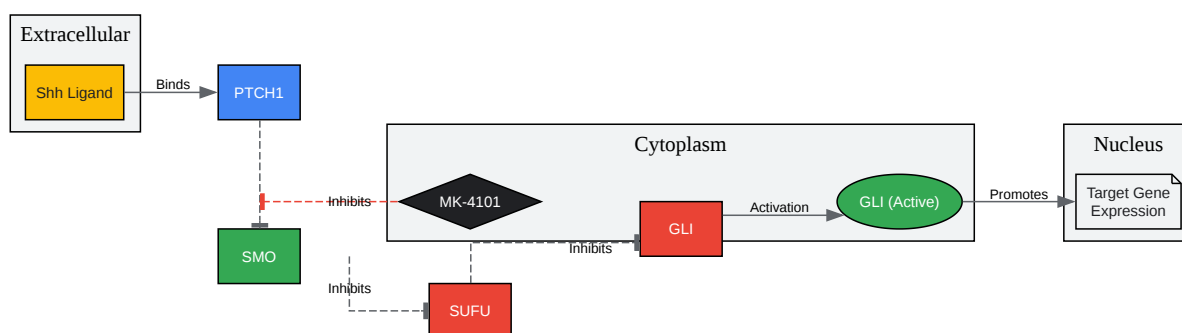 Extracellular
Shh Ligand
Binds
PTCH1
Cytoplasm
Nucleus
Inhibits
MK-4101
GLI
Activation
GLI (Active)
Promotes
Target Gene
Expression
SMO
Inhibits
Inhibits
SUFU